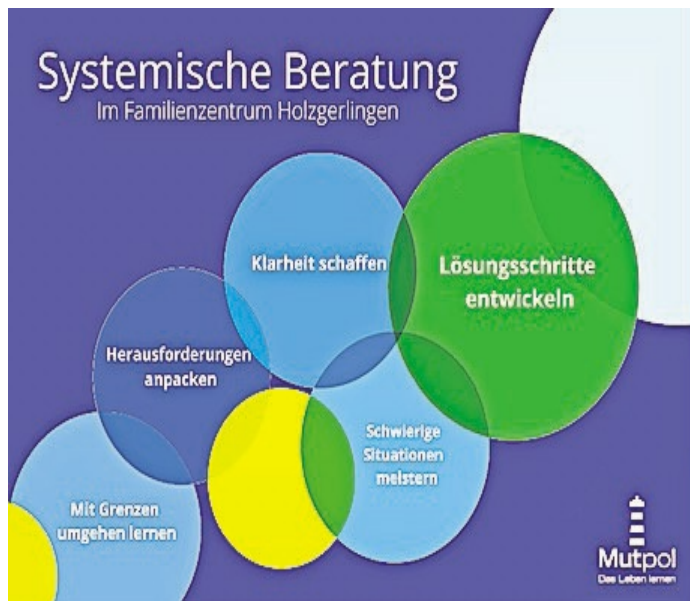 Systemische Beratung
Im Familienzentrum Holzgerlingen
Klarheit schaffen
Lösungsschritte
entwickeln
Herausforderungen
anpacken
Schwierige
Situationen
meistern
Mit Grenzen
umgehen lernen
Mutpol
Das Leben lernen